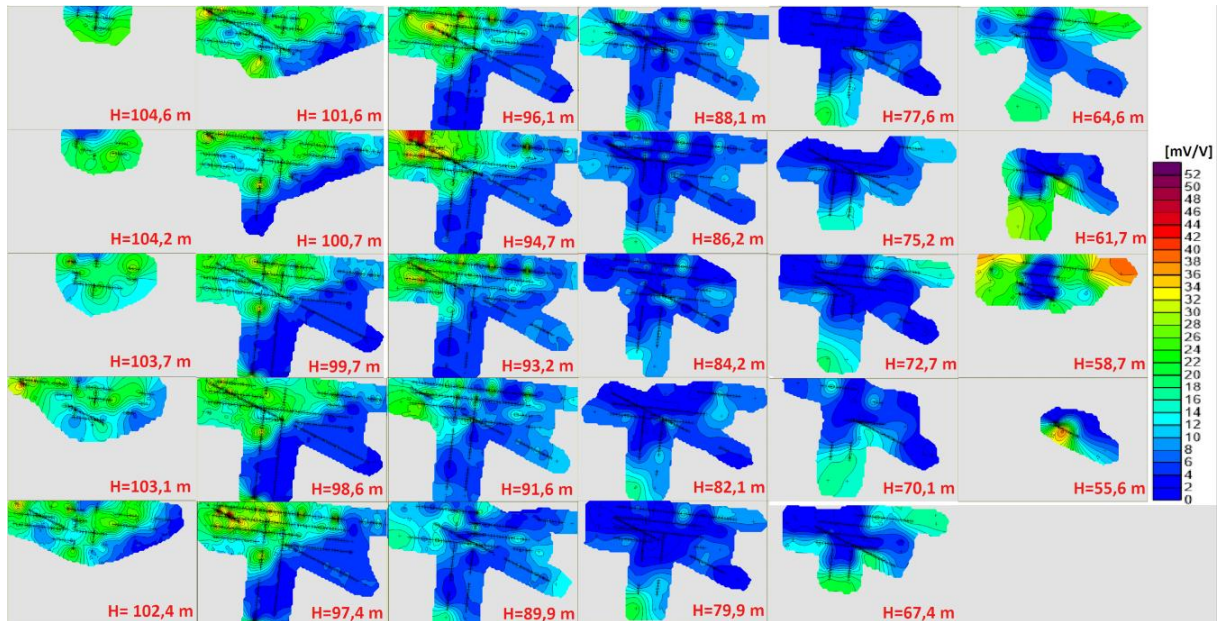 H=104,6 m
H= 101,6 m
H=96,1 m
H=88,1 m
H=77,6 m
H=64,6 m
[mV/V]
H=104,2 m
H= 100,7 m
H=94,7 m
H=86,2 m
H=75,2 m
H=61,7 m
52
50
48
46
44
42
40
38
36
34
32
30
28
26
24
22
20
18
16
14
12
10
8
6
4
2
0
H=103,7 m
H=99,7 m
H=93,2 m
H=84,2 m
H=72,7 m
H=58,7 m
H=103,1 m
H=98,6 m
H=91,6 m
H=82,1 m
H=70,1 m
H=55,6 m
H= 102,4 m
H=97,4 m
H=89,9 m
H=79,9 m
H=67,4 m